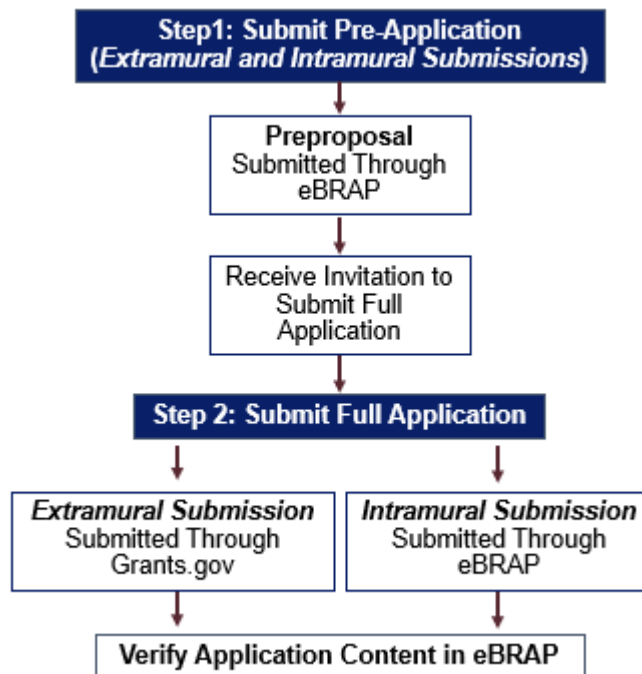 Step1: Submit Pre-Application
(Extramural and Intramural Submissions)
Preproposal
Submitted Through
eBRAP
Receive Invitation to
Submit Full
Application
Step 2: Submit Full Application
Extramural Submission
Submitted Through
Grants.gov
Intramural Submission
Submitted Through
eBRAP
Verify Application Content in eBRAP